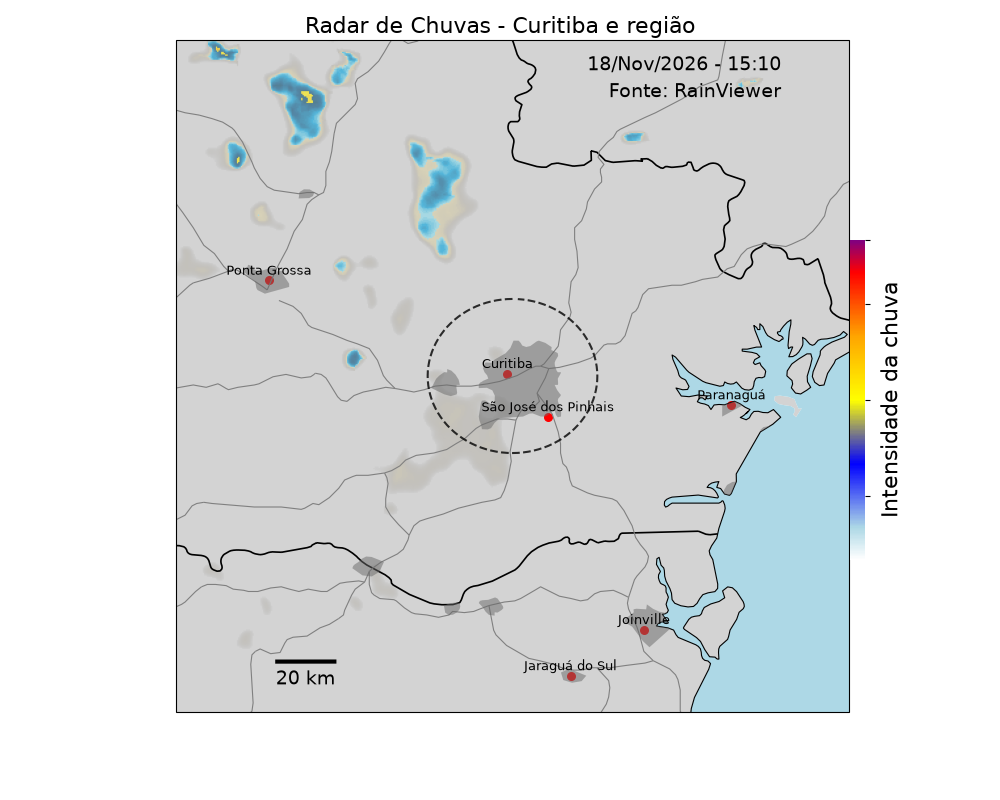 Radar de Chuvas - Curitiba e região
18/Nov/2026 - 15:10
Fonte: RainViewer
Ponta Grossa
Curitiba
Paranaguá
São José dos Pinhais
Intensidade da chuva
Joinville
Jaraguá do Sul
20 km